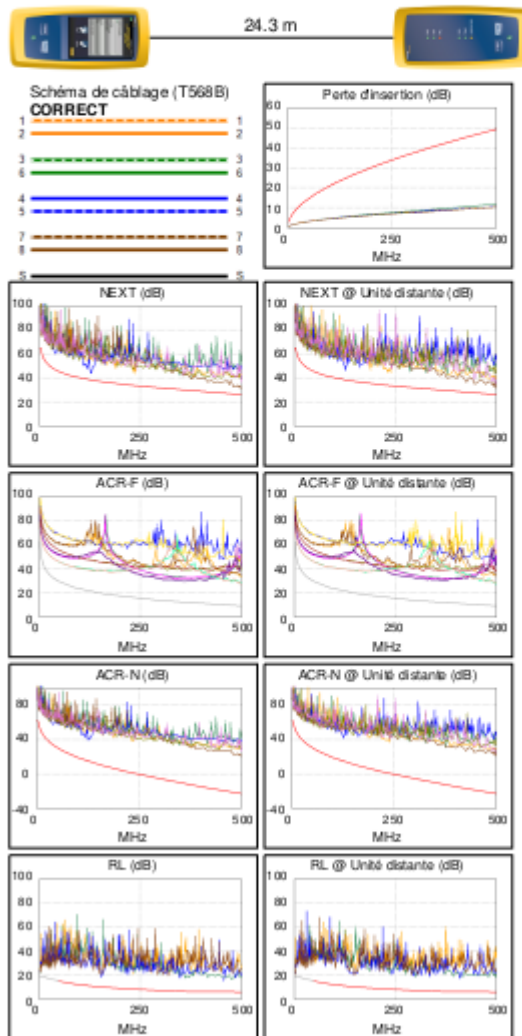 24.3 m
Schéma de câblage (T568B)
CORRECT
1 1
2 2
3 3
6 6
4 4
5 5
7 7
8 8
S S
Perte d'insertion (dB)
60
50
40
30
20
10
0
0 250 500
MHz
NEXT (dB)
100
80
60
40
20
0
0 250 500
MHz
NEXT @ Unité distante (dB)
100
80
60
40
20
0
0 250 500
MHz
ACR-F (dB)
100
80
60
40
20
0
0 250 500
MHz
ACR-F @ Unité distante (dB)
100
80
60
40
20
0
0 250 500
MHz
ACR-N (dB)
80
40
0
-40
0 250 500
MHz
ACR-N @ Unité distante (dB)
80
40
0
-40
0 250 500
MHz
RL (dB)
100
80
60
40
20
0
0 250 500
MHz
RL @ Unité distante (dB)
100
80
60
40
20
0
0 250 500
MHz